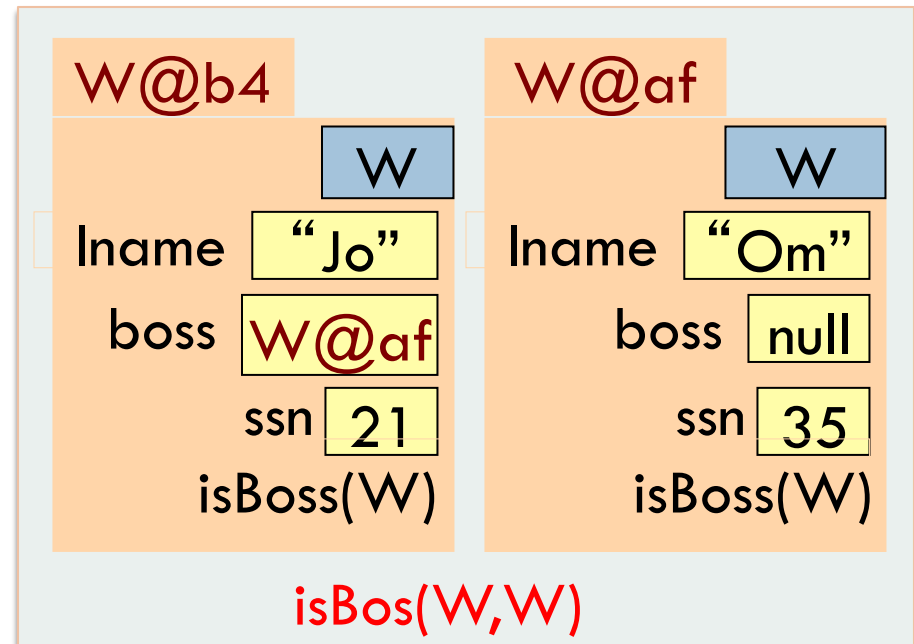 W@b4
W
lname “Jo”
boss W@af
ssn 21
isBoss(W)
W@af
W
lname “Om”
boss null
ssn 35
isBoss(W)
isBos(W,W)